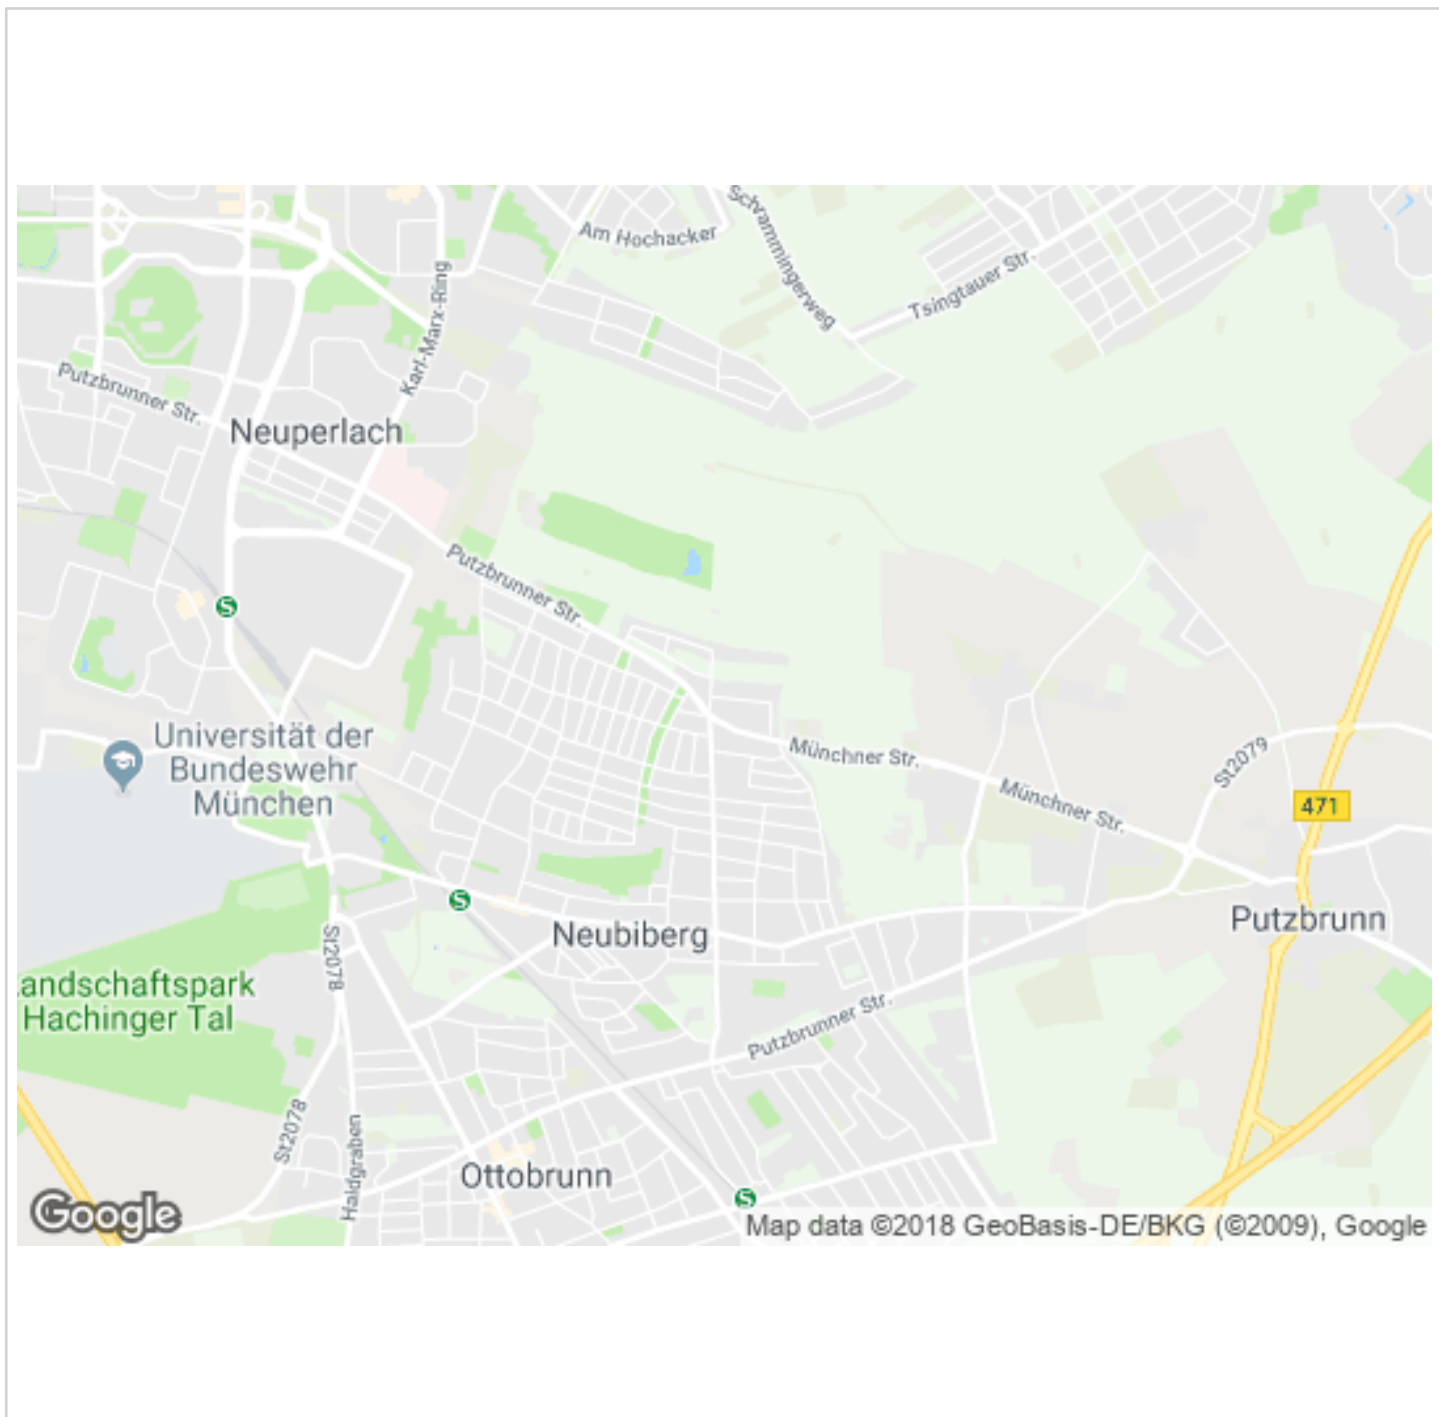 Schrammingerweg
Am Hochacker
Tsingtauer Str.
Karl-Marx-Ring
Putzbrunner Str.
Neuperlach
Putzbrunner Str.
S
Universität der
Bundeswehr
München
Münchner Str.
St2079
Münchner Str.
471
S
Neubiberg
Putzbrunn
St2078
Landschaftspark
Hachinger Tal
Putzbrunner Str.
St2078
Haidgraben
Ottobrunn
S
Google
Map data ©2018 GeoBasis-DE/BKG (©2009), Google